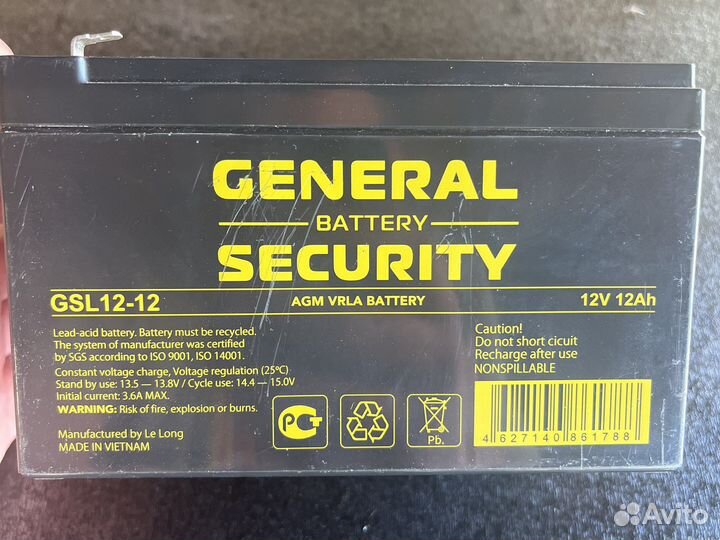 GENERAL
BATTERY
SECURITY
GSL12-12 AGM VRLA BATTERY 12V 12Ah
Lead-acid battery. Battery must be recycled.
The system of manufacturer was certified
by SGS according to ISO 9001, ISO 14001.
Constant voltage charge, Voltage regulation (25ºC)
Stand by use: 13.5 — 13.8V / Cycle use: 14.4 — 15.0V
Initial current: 3.6A MAX.
WARNING: Risk of fire, explosion or burns.
Manufactured by Le Long
MADE IN VIETNAM
Caution!
Do not short cicuit
Recharge after use
NONSPILLABLE
РСТ
Pb.
4 627140 861788
Avito